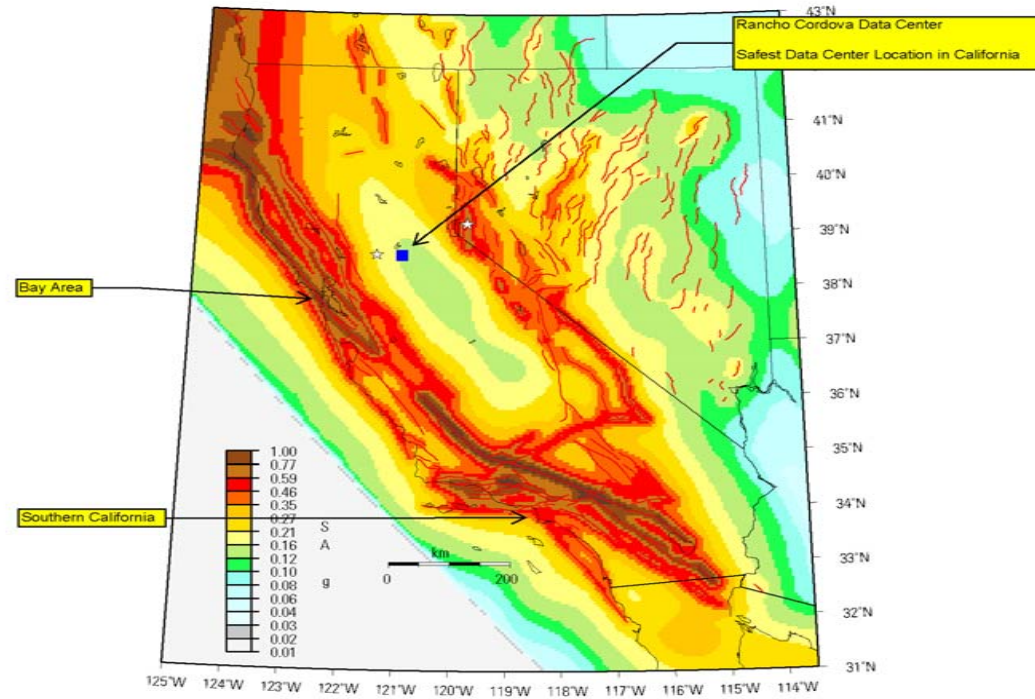 43°N
Rancho Cordova Data Center
Safest Data Center Location in California
41°N
40°N
39°N
38°N
Bay Area
37°N
36°N
35°N
1.00
0.77
0.59
0.46
0.35
0.27
0.21
0.16
0.12
0.10
0.08
0.06
0.04
0.03
0.02
0.01
S
A
g
34°N
Southern California
km
0
200
33°N
32°N
31°N
125°W
124°W
123°W
122°W
121°W
120°W
119°W
118°W
117°W
116°W
115°W
114°W